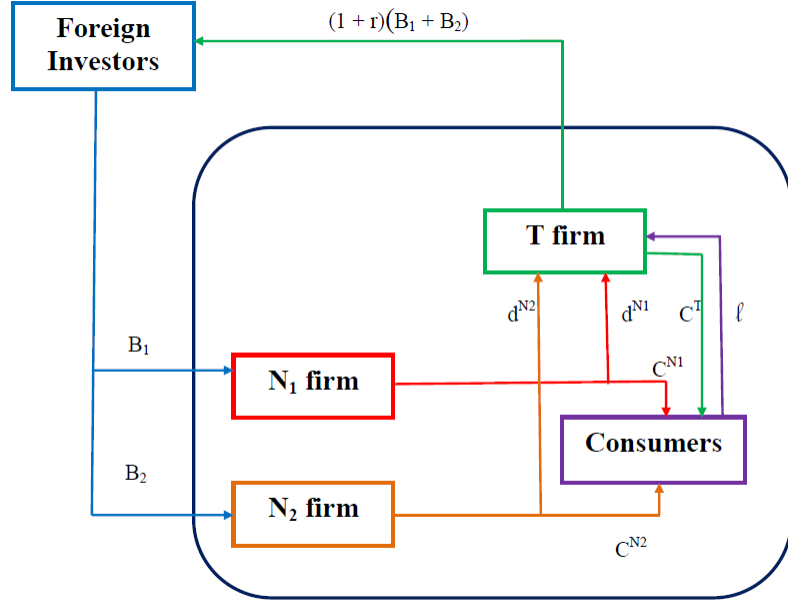 Foreign
Investors
(1 + r)(B₁ + B₂)
T firm
dᴺ²
dᴺ¹
Cᵀ
ℓ
B₁
N₁ firm
Cᴺ¹
Consumers
B₂
N₂ firm
Cᴺ²